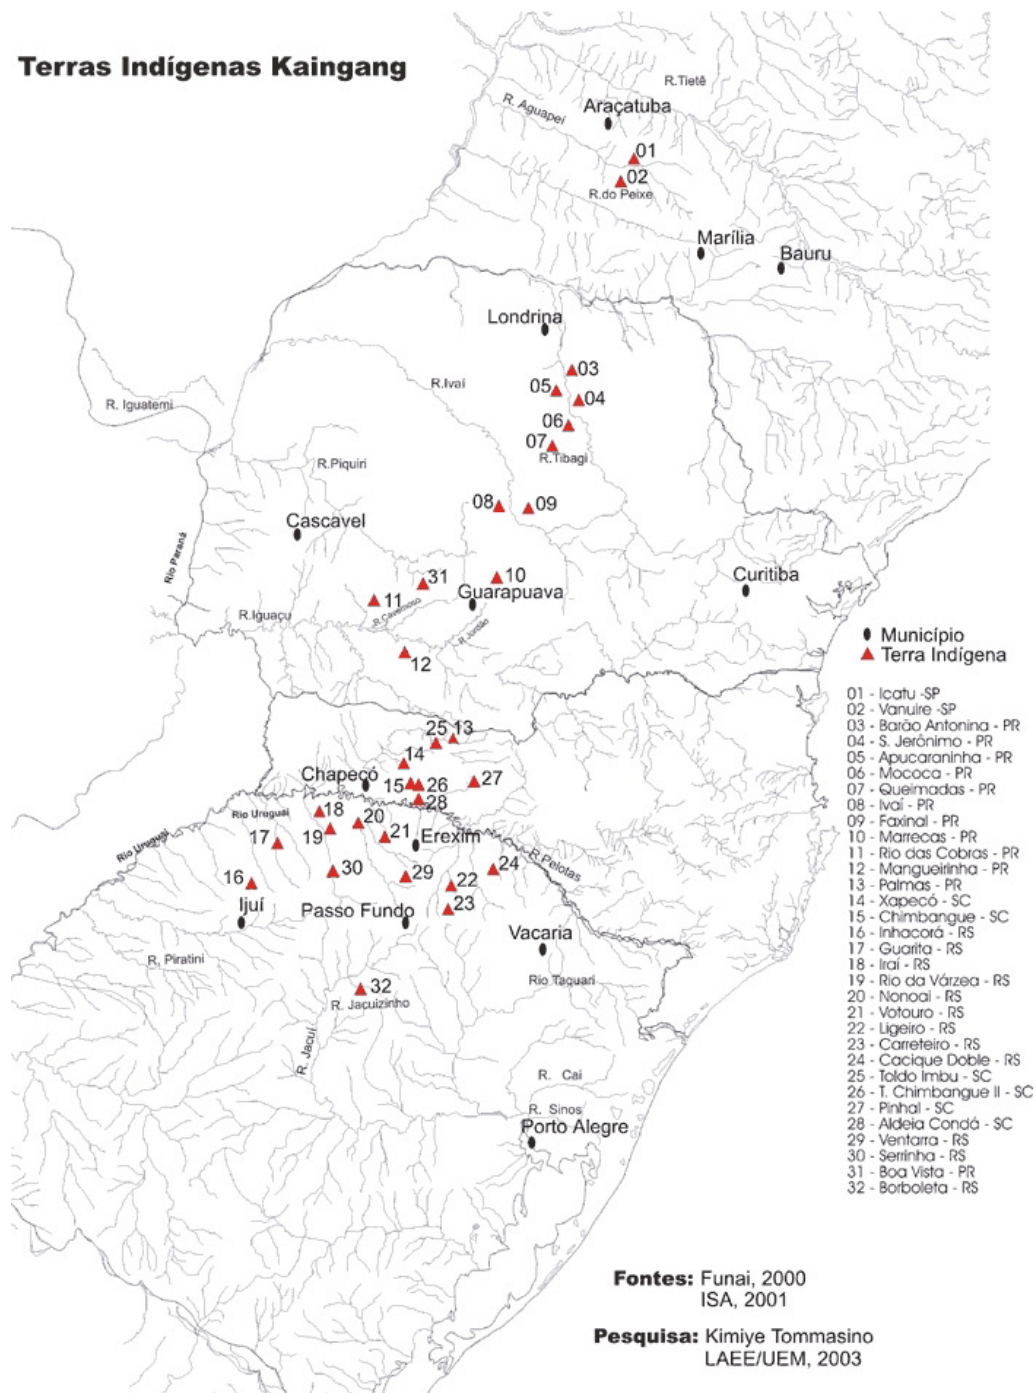 Terras Indígenas Kaingang
R.Tietê
R. Aguapeí
Araçatuba
01
02
R.do Peixe
Marília
Bauru
Londrina
03
R.Ivaí
05
04
R. Iguatemi
06
07
R.Tibagi
R.Piquiri
08
09
Cascavel
Rio Paraná
31
10
Curitiba
11
Guarapuava
R.Cavernoso
R.Iguaçu
R.Jordão
12
Município
Terra Indígena
25
13
14
Chapecó
15
26
27
28
18
Rio Uruguai
Rio Uruguai
20
19
21
Erexim
17
R.Pelotas
30
29
24
16
22
23
Ijuí
Passo Fundo
Vacaria
R. Piratini
Rio Taquari
32
R. Jacuizinho
R. Jacuí
R. Cai
R. Sinos
Porto Alegre
01 - Icatu -SP
02 - Vanuire -SP
03 - Barão Antonina - PR
04 - S. Jerônimo - PR
05 - Apucaraninha - PR
06 - Mococa - PR
07 - Queimadas - PR
08 - Ivaí - PR
09 - Faxinal - PR
10 - Marrecas - PR
11 - Rio das Cobras - PR
12 - Mangueirinha - PR
13 - Palmas - PR
14 - Xapecó - SC
15 - Chimbangue - SC
16 - Inhacorá - RS
17 - Guarita - RS
18 - Iraí - RS
19 - Rio da Várzea - RS
20 - Nonoai - RS
21 - Votouro - RS
22 - Ligeiro - RS
23 - Carreteiro - RS
24 - Cacique Doble - RS
25 - Toldo Imbu - SC
26 - T. Chimbangue II - SC
27 - Pinhal - SC
28 - Aldeia Condá - SC
29 - Ventarra - RS
30 - Serrinha - RS
31 - Boa Vista - PR
32 - Borboleta - RS
Fontes: Funai, 2000
ISA, 2001
Pesquisa: Kimiye Tommasino
LAEE/UEM, 2003